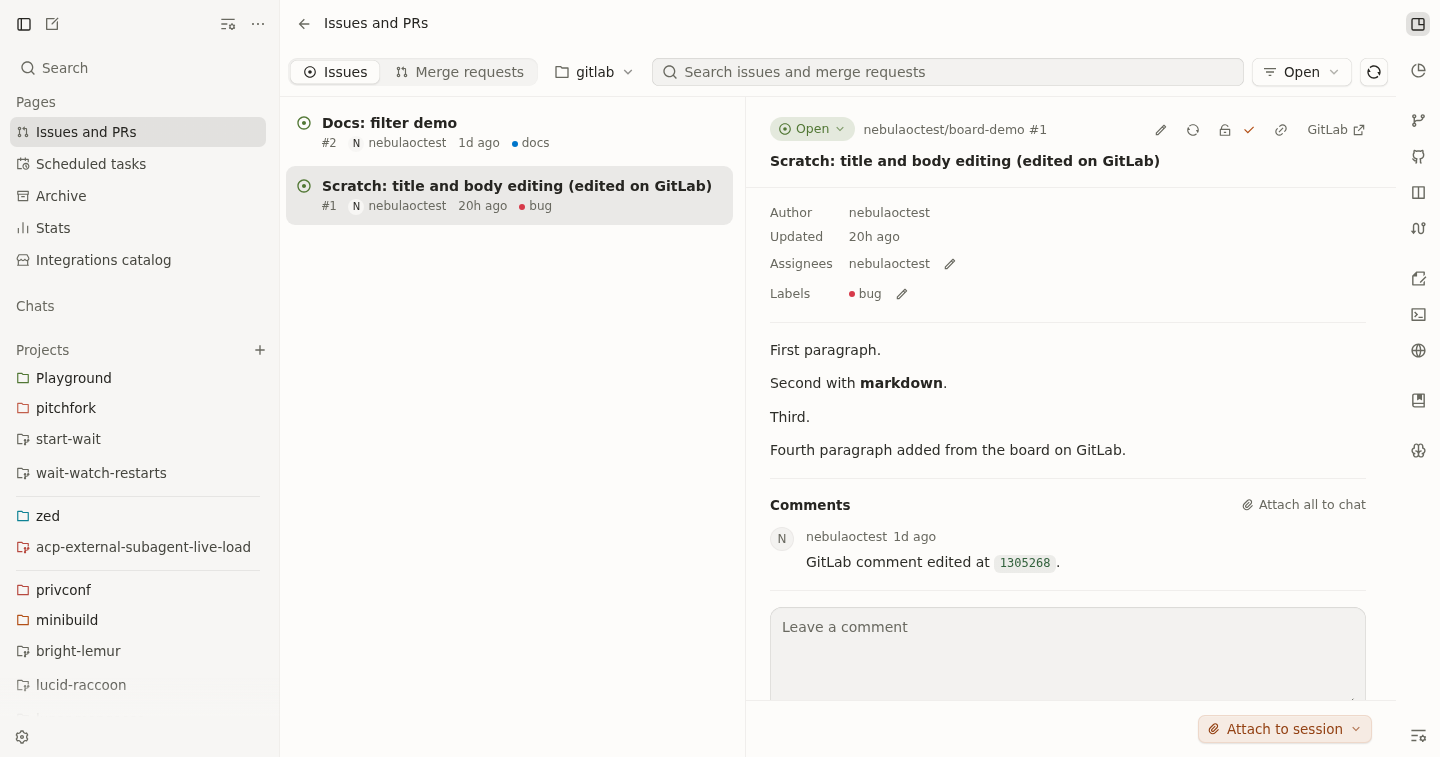 Issues and PRs
Search
Pages
Issues and PRs
Scheduled tasks
Archive
Stats
Integrations catalog
Chats
Projects
Playground
pitchfork
start-wait
wait-watch-restarts
zed
acp-external-subagent-live-load
privconf
minibuild
bright-lemur
lucid-raccoon
Issues
Merge requests
gitlab
Search issues and merge requests
Open
Docs: filter demo
#2 N nebulaoctest 1d ago docs
Scratch: title and body editing (edited on GitLab)
#1 N nebulaoctest 20h ago bug
Open nebulaoctest/board-demo #1 GitLab
Scratch: title and body editing (edited on GitLab)
Author nebulaoctest
Updated 20h ago
Assignees nebulaoctest
Labels bug
First paragraph.
Second with markdown.
Third.
Fourth paragraph added from the board on GitLab.
Comments Attach all to chat
N nebulaoctest 1d ago
GitLab comment edited at 1305268.
Leave a comment
Attach to session